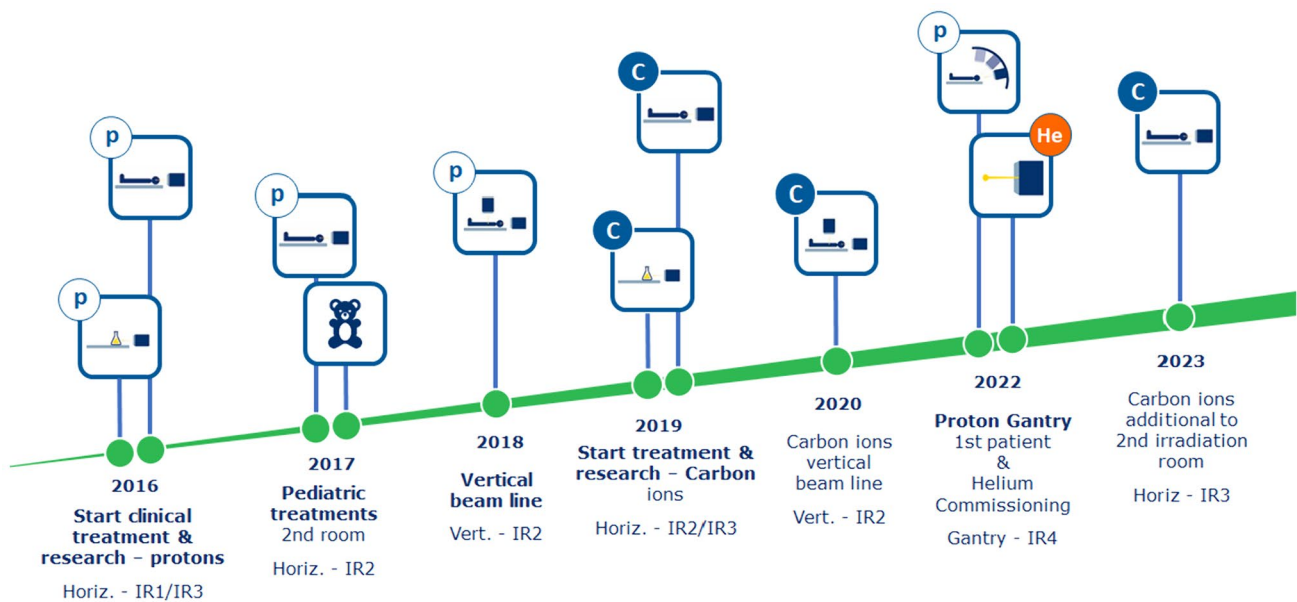 p
p
2016
Start clinical
treatment &
research – protons
Horiz. - IR1/IR3
p
2017
Pediatric
treatments
2nd room
Horiz. - IR2
p
2018
Vertical
beam line
Vert. - IR2
C
C
2019
Start treatment &
research – Carbon
ions
Horiz. - IR2/IR3
C
2020
Carbon ions
vertical
beam line
Vert. - IR2
p
He
2022
Proton Gantry
1st patient
&
Helium
Commissioning
Gantry - IR4
C
2023
Carbon ions
additional to
2nd irradiation
room
Horiz - IR3